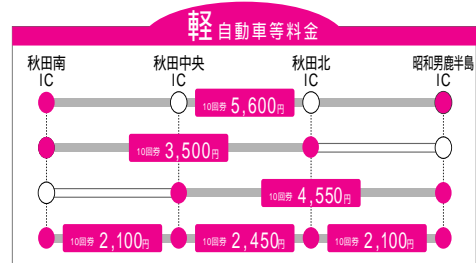 軽自動車等料金
秋田南 秋田中央 秋田北 昭和男鹿半島
IC IC IC IC
10回券 5,600円
10回券 3,500円
10回券 4,550円
10回券 2,100円 10回券 2,450円 10回券 2,100円